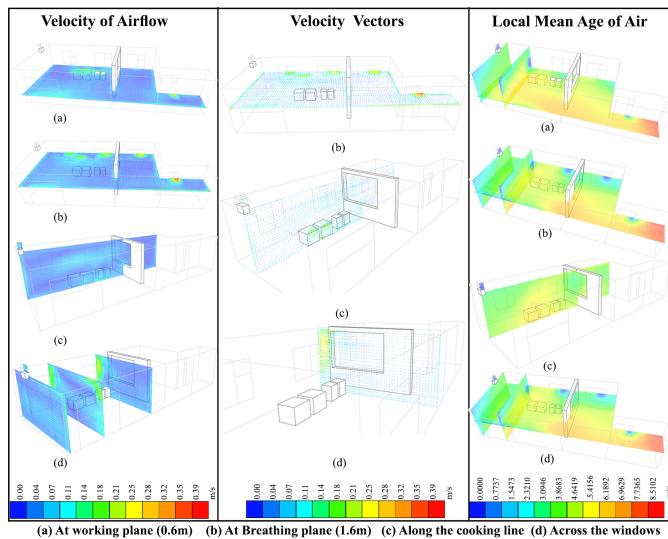 Velocity of Airflow
(a)
(b)
(c)
(d)
0.00 0.04 0.07 0.11 0.14 0.18 0.21 0.25 0.28 0.32 0.35 0.39 m/s
Velocity Vectors
(b)
(c)
(d)
0.00 0.04 0.07 0.11 0.14 0.18 0.21 0.25 0.28 0.32 0.35 0.39 m/s
Local Mean Age of Air
(a)
(b)
(c)
(d)
0.0000 0.7737 1.5473 2.3210 3.0946 3.8683 4.6419 5.4156 6.1892 6.9629 7.7365 8.5102 m/s
(a) At working plane (0.6m) (b) At Breathing plane (1.6m) (c) Along the cooking line (d) Across the windows